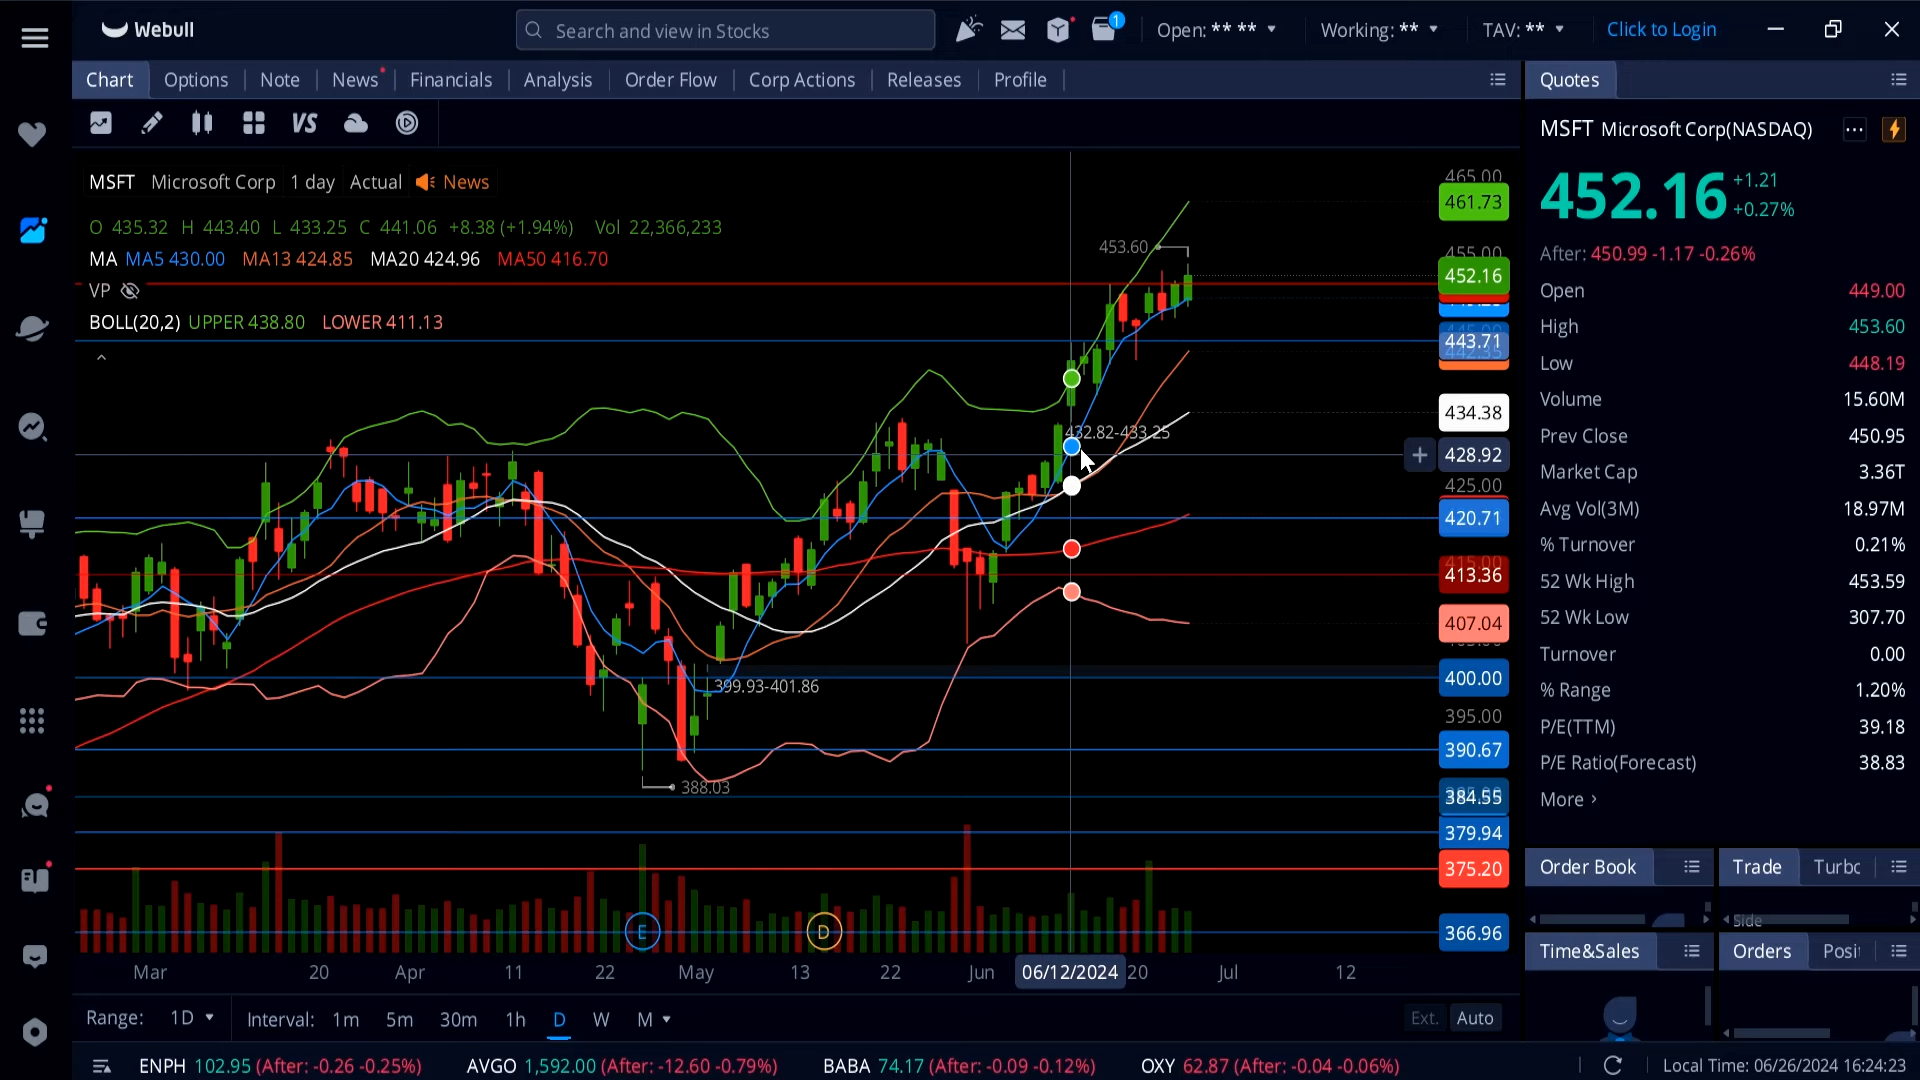 Webull
Search and view in Stocks
1
Open: ** **
Working: **
TAV: **
Click to Login
Chart
Options
Note
News
Financials
Analysis
Order Flow
Corp Actions
Releases
Profile
Quotes
VS
MSFT Microsoft Corp(NASDAQ)
MSFT Microsoft Corp 1 day Actual News
O 435.32 H 443.40 L 433.25 C 441.06 +8.38 (+1.94%) Vol 22,366,233
MA MA5 430.00 MA13 424.85 MA20 424.96 MA50 416.70
VP
BOLL(20,2) UPPER 438.80 LOWER 411.13
453.60
432.82-433.25
399.93-401.86
388.03
465.00
461.73
455.00
452.16
443.71
434.38
428.92
425.00
420.71
415.00
413.36
407.04
400.00
395.00
390.67
384.55
379.94
375.20
366.96
E
D
Mar
20
Apr
11
22
May
13
22
Jun
06/12/2024
20
Jul
12
Range: 1D
Interval: 1m 5m 30m 1h D W M
Ext.
Auto
452.16
+1.21
+0.27%
After: 450.99 -1.17 -0.26%
Open 449.00
High 453.60
Low 448.19
Volume 15.60M
Prev Close 450.95
Market Cap 3.36T
Avg Vol(3M) 18.97M
% Turnover 0.21%
52 Wk High 453.59
52 Wk Low 307.70
Turnover 0.00
% Range 1.20%
P/E(TTM) 39.18
P/E Ratio(Forecast) 38.83
More
Order Book
Trade
Turbo
Side
Time&Sales
Orders
Posit
ENPH 102.95 (After: -0.26 -0.25%)
AVGO 1,592.00 (After: -12.60 -0.79%)
BABA 74.17 (After: -0.09 -0.12%)
OXY 62.87 (After: -0.04 -0.06%)
Local Time: 06/26/2024 16:24:23